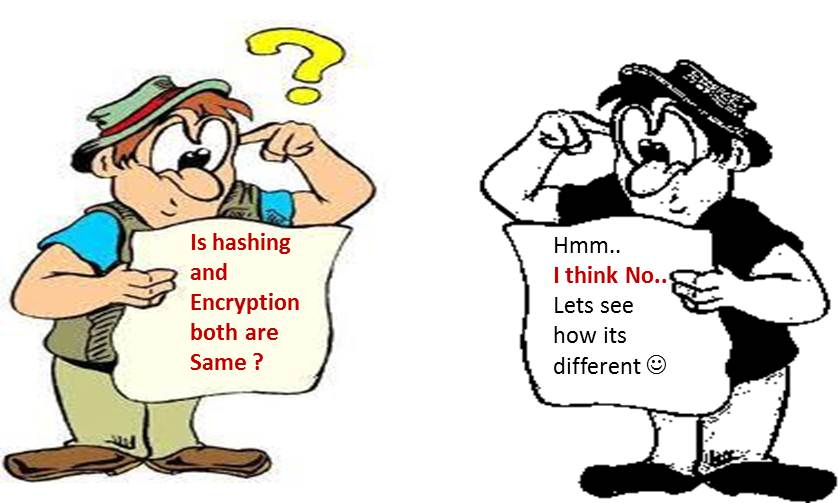 ?
Is hashing
and
Encryption
both are
Same ?
Hmm..
I think No..
Lets see
how its
different ☺